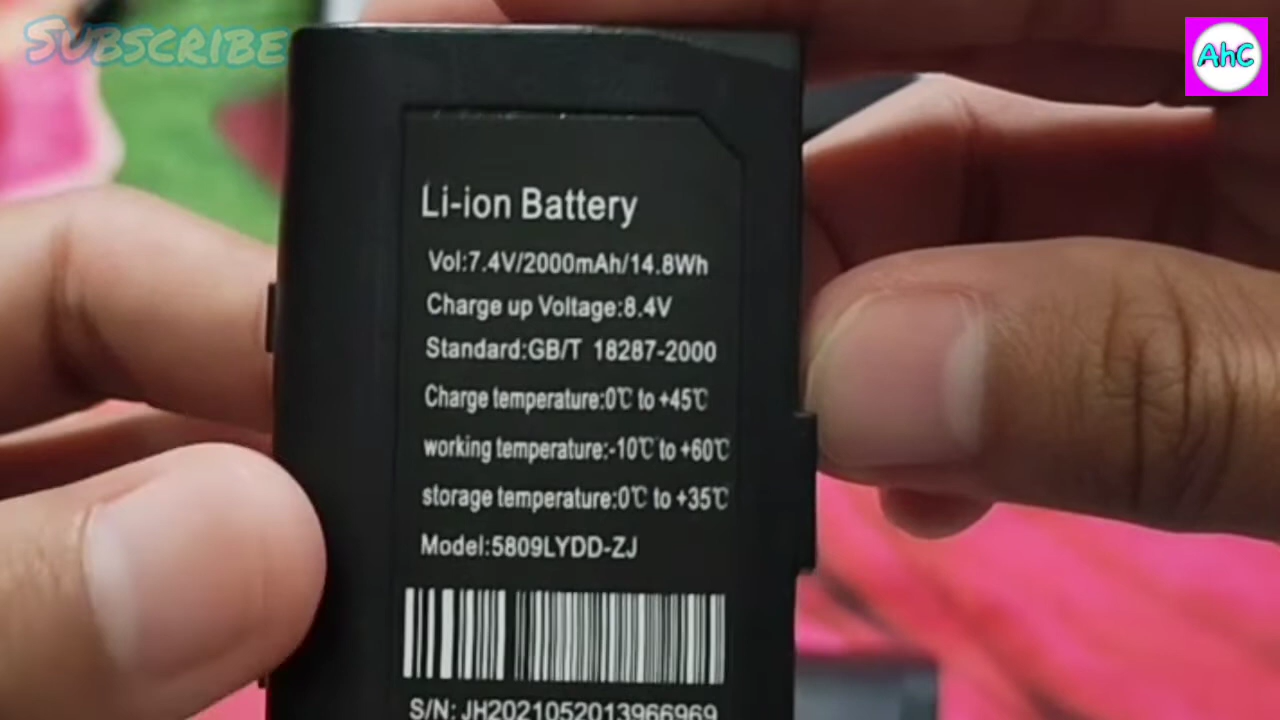 SUBSCRIBE
AhC
Li-ion Battery
Vol:7.4V/2000mAh/14.8Wh
Charge up Voltage:8.4V
Standard:GB/T 18287-2000
Charge temperature:0℃ to +45℃
working temperature:-10℃ to +60℃
storage temperature:0℃ to +35℃
Model:5809LYDD-ZJ
S/N: JH2021052013966969